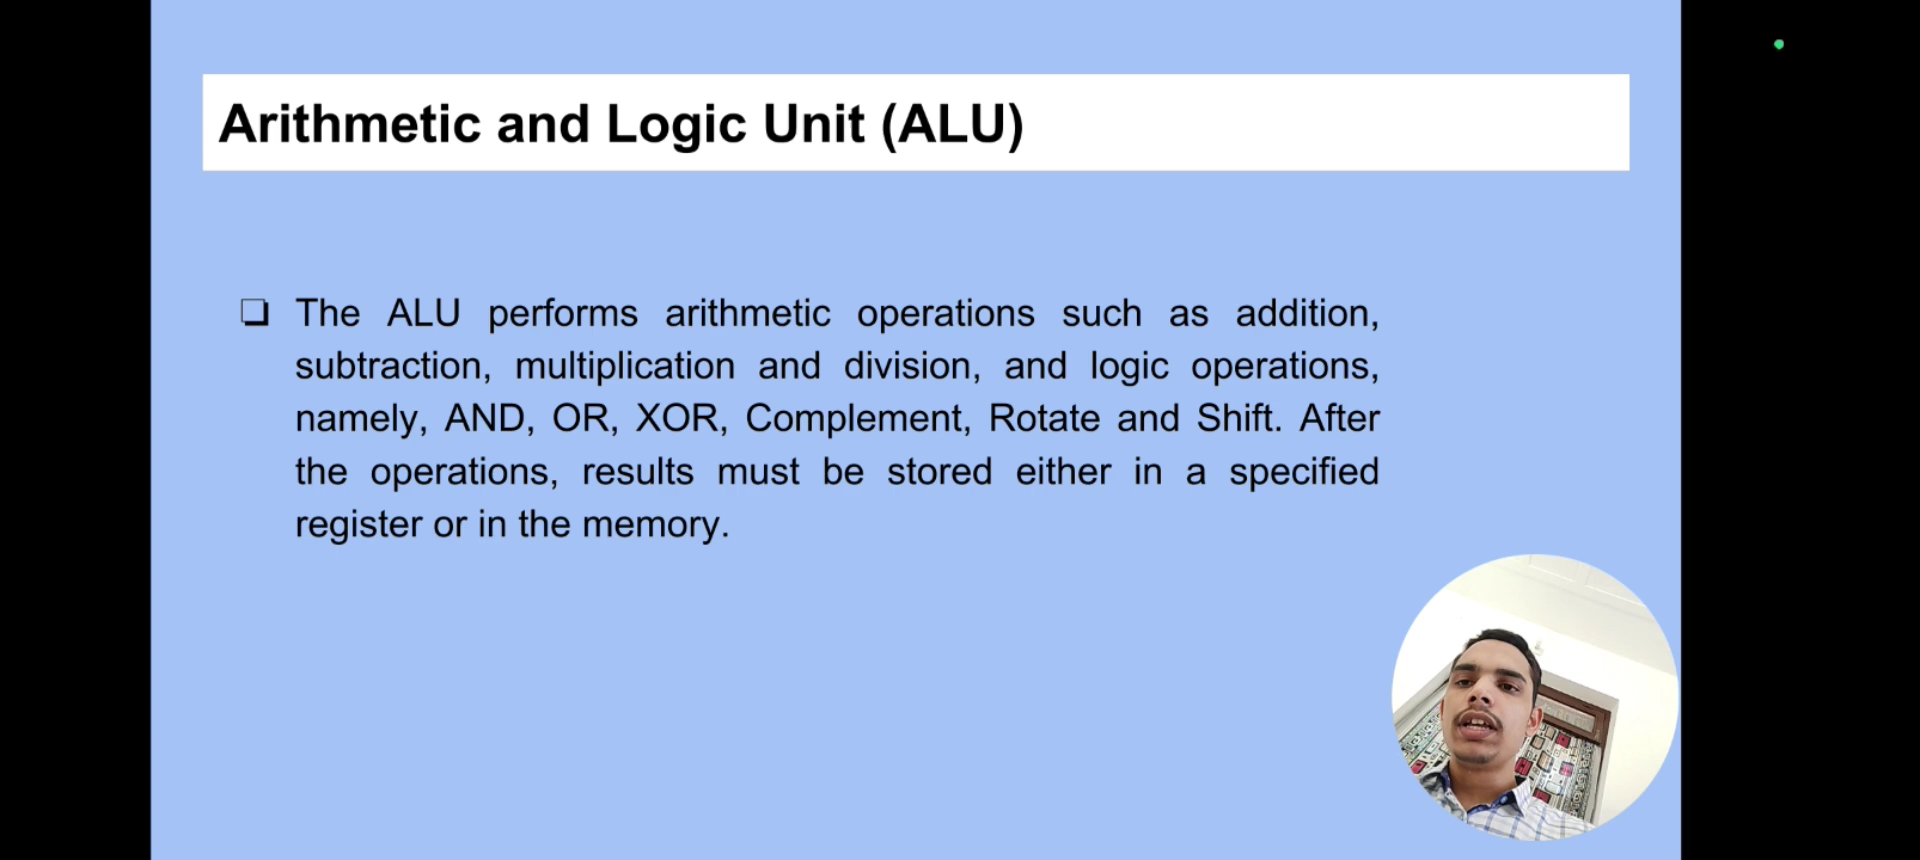 Arithmetic and Logic Unit (ALU)
❏ The ALU performs arithmetic operations such as addition,
subtraction, multiplication and division, and logic operations,
namely, AND, OR, XOR, Complement, Rotate and Shift. After
the operations, results must be stored either in a specified
register or in the memory.